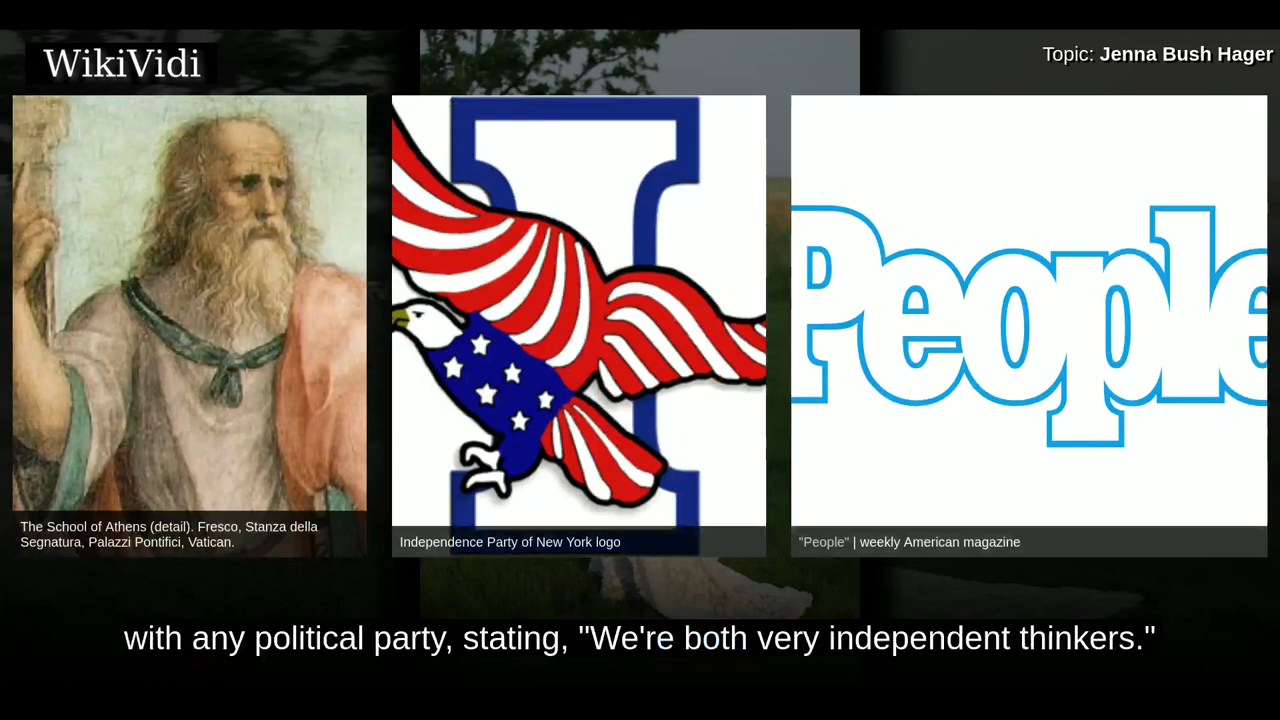 WikiVidi
Topic: Jenna Bush Hager
People
The School of Athens (detail). Fresco, Stanza della
Segnatura, Palazzi Pontifici, Vatican.
Independence Party of New York logo
"People" | weekly American magazine
with any political party, stating, "We're both very independent thinkers."